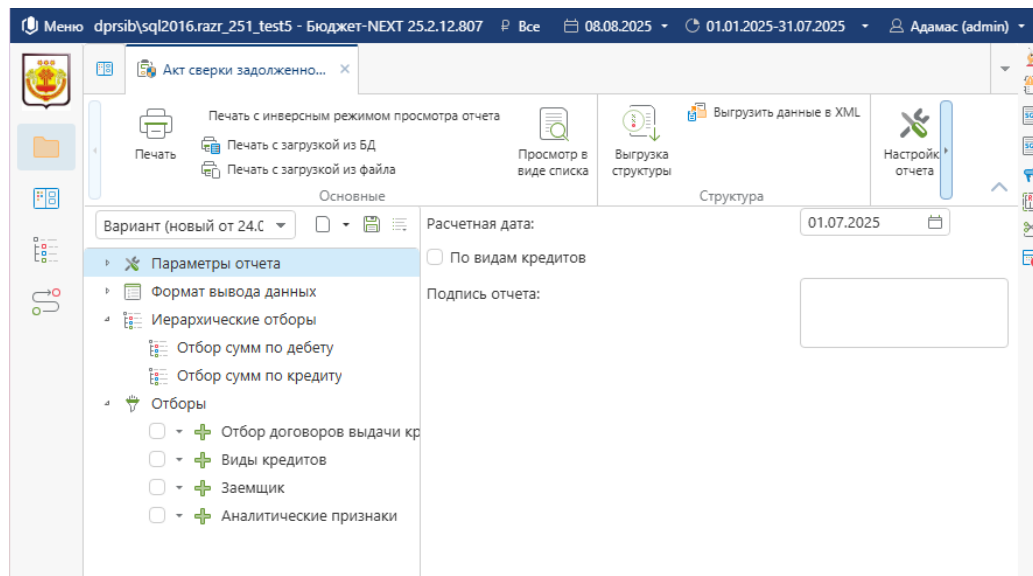 Меню dprsib\sql2016.razr_251_test5 - Бюджет-NEXT 25.2.12.807 ₽ Все 08.08.2025 01.01.2025-31.07.2025 Адамас (admin)
Акт сверки задолженно...
Печать
Печать с инверсным режимом просмотра отчета
Печать с загрузкой из БД
Печать с загрузкой из файла
Просмотр в
виде списка
Основные
Выгрузка
структуры
Выгрузить данные в XML
Структура
Настройк
отчета
Вариант (новый от 24.0
Параметры отчета
Формат вывода данных
Иерархические отборы
Отбор сумм по дебету
Отбор сумм по кредиту
Отборы
Отбор договоров выдачи кр
Виды кредитов
Заемщик
Аналитические признаки
Расчетная дата: 01.07.2025
По видам кредитов
Подпись отчета: